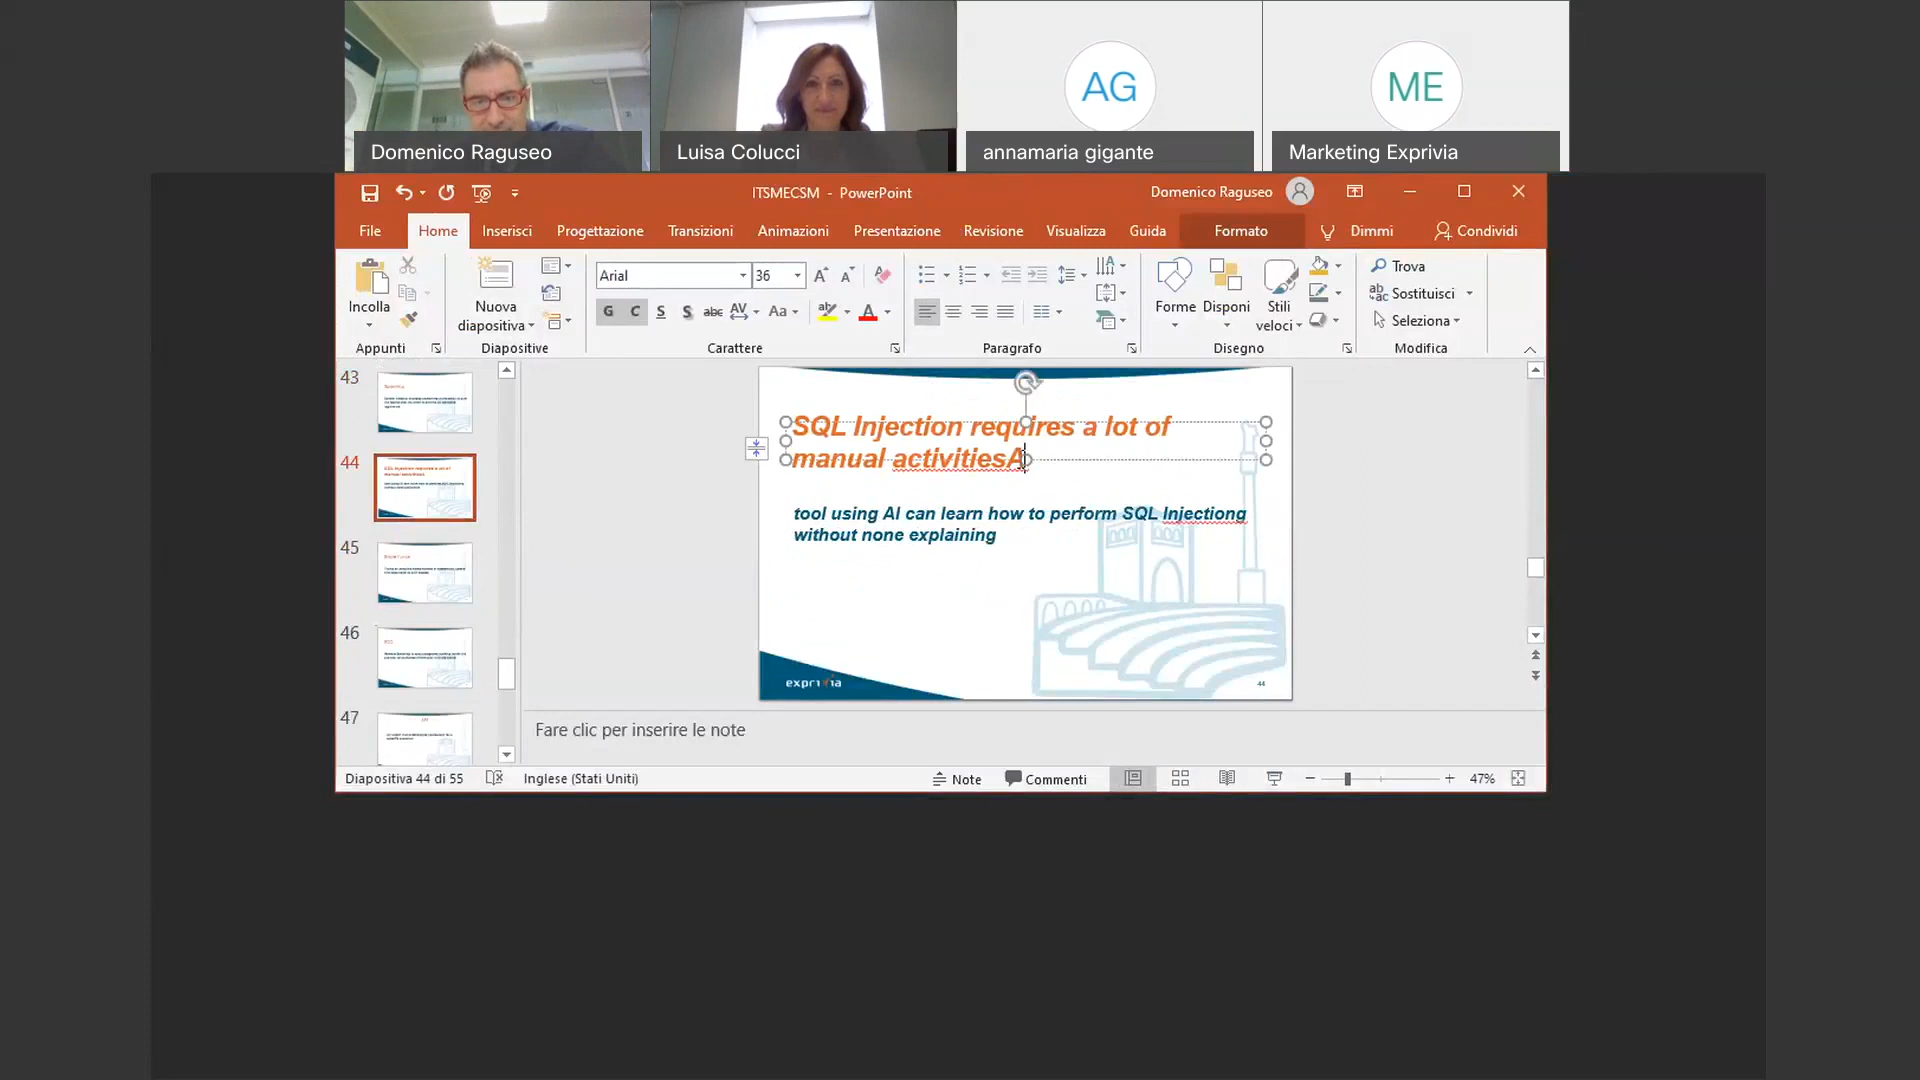 AG
ME
Domenico Raguseo
Luisa Colucci
annamaria gigante
Marketing Exprivia
ITSMECSM - PowerPoint
Domenico Raguseo
File
Home
Inserisci
Progettazione
Transizioni
Animazioni
Presentazione
Revisione
Visualizza
Guida
Formato
Dimmi
Condividi
Incolla
Nuova
diapositiva
Arial
36
G C S S abc AV Aa A
Forme
Disponi
Stili
veloci
Trova
Sostituisci
Seleziona
Appunti
Diapositive
Carattere
Paragrafo
Disegno
Modifica
43
44
45
46
47
SQL Injection requires a lot of
manual activitiesA
tool using AI can learn how to perform SQL Injectiong
without none explaining
exprivia
44
Fare clic per inserire le note
Diapositiva 44 di 55
Inglese (Stati Uniti)
Note
Commenti
47%